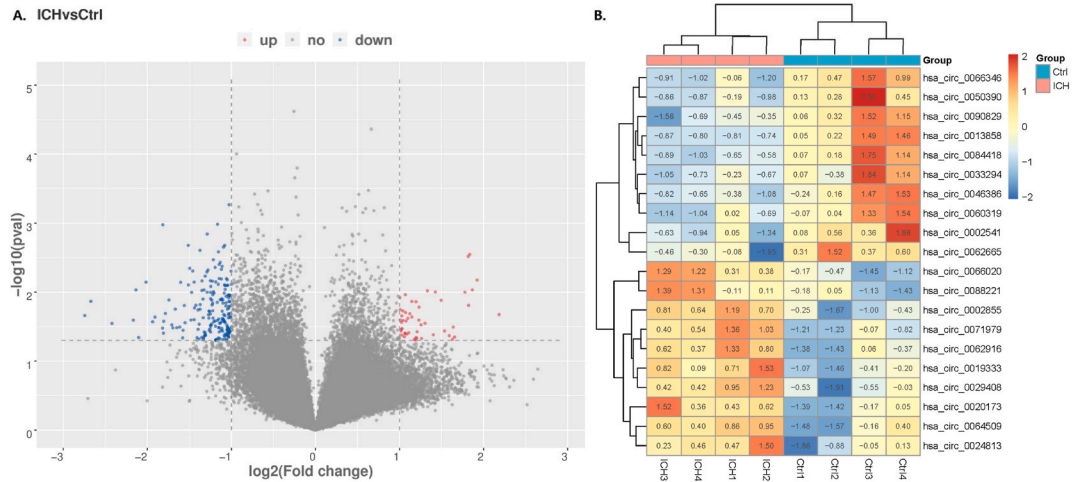 A.
ICHvsCtrl
up no down
-log10(pval)
5
4
3
2
1
0
−3 −2 −1 0 1 2 3
log2(Fold change)
B.
Group
−0.91 −1.02 −0.06 −1.20 0.17 0.47 1.57 0.99 hsa_circ_0066346
−0.86 −0.87 −0.19 −0.98 0.13 0.28 0.45 hsa_circ_0050390
−1.56 −0.69 −0.45 −0.35 0.06 0.32 1.52 1.15 hsa_circ_0090829
−0.87 −0.80 −0.81 −0.74 0.05 0.22 1.49 1.46 hsa_circ_0013858
−0.89 −1.03 −0.65 −0.58 0.07 0.18 1.75 1.14 hsa_circ_0084418
−1.05 −0.73 −0.23 −0.67 0.07 −0.38 1.84 1.14 hsa_circ_0033294
−0.82 −0.65 −0.38 −1.08 −0.24 0.16 1.47 1.53 hsa_circ_0046386
−1.14 −1.04 0.02 −0.69 −0.07 0.04 1.33 1.54 hsa_circ_0060319
−0.63 −0.94 0.05 −1.34 0.08 0.56 0.36 hsa_circ_0002541
−0.46 −0.30 −0.06 0.31 1.52 0.37 0.60 hsa_circ_0062665
1.29 1.22 0.31 0.38 −0.17 −0.47 −1.45 −1.12 hsa_circ_0066020
1.39 1.31 0.11 0.11 −0.18 0.05 −1.13 −1.43 hsa_circ_0088221
0.81 0.64 1.19 0.70 −0.25 −1.67 −1.00 −0.43 hsa_circ_0002855
0.40 0.54 1.36 1.03 −1.21 −1.23 −0.07 −0.82 hsa_circ_0071979
0.62 0.37 1.33 0.80 −1.38 −1.43 0.06 −0.37 hsa_circ_0062916
0.82 0.09 0.71 1.53 −1.07 −1.46 −0.41 −0.20 hsa_circ_0019333
0.42 0.42 0.95 1.23 −0.53 −0.55 −0.03 hsa_circ_0029408
1.52 0.36 0.43 0.62 −1.39 −1.42 −0.17 0.05 hsa_circ_0020173
0.60 0.40 0.86 0.95 −1.48 −1.57 −0.16 0.40 hsa_circ_0064509
0.23 0.46 0.47 1.50 −0.88 −0.05 0.13 hsa_circ_0024813
ICH3 ICH4 ICH1 ICH2 Ctrl1 Ctrl2 Ctrl3 Ctrl4
2
1
0
−1
−2
Group
Ctrl
ICH